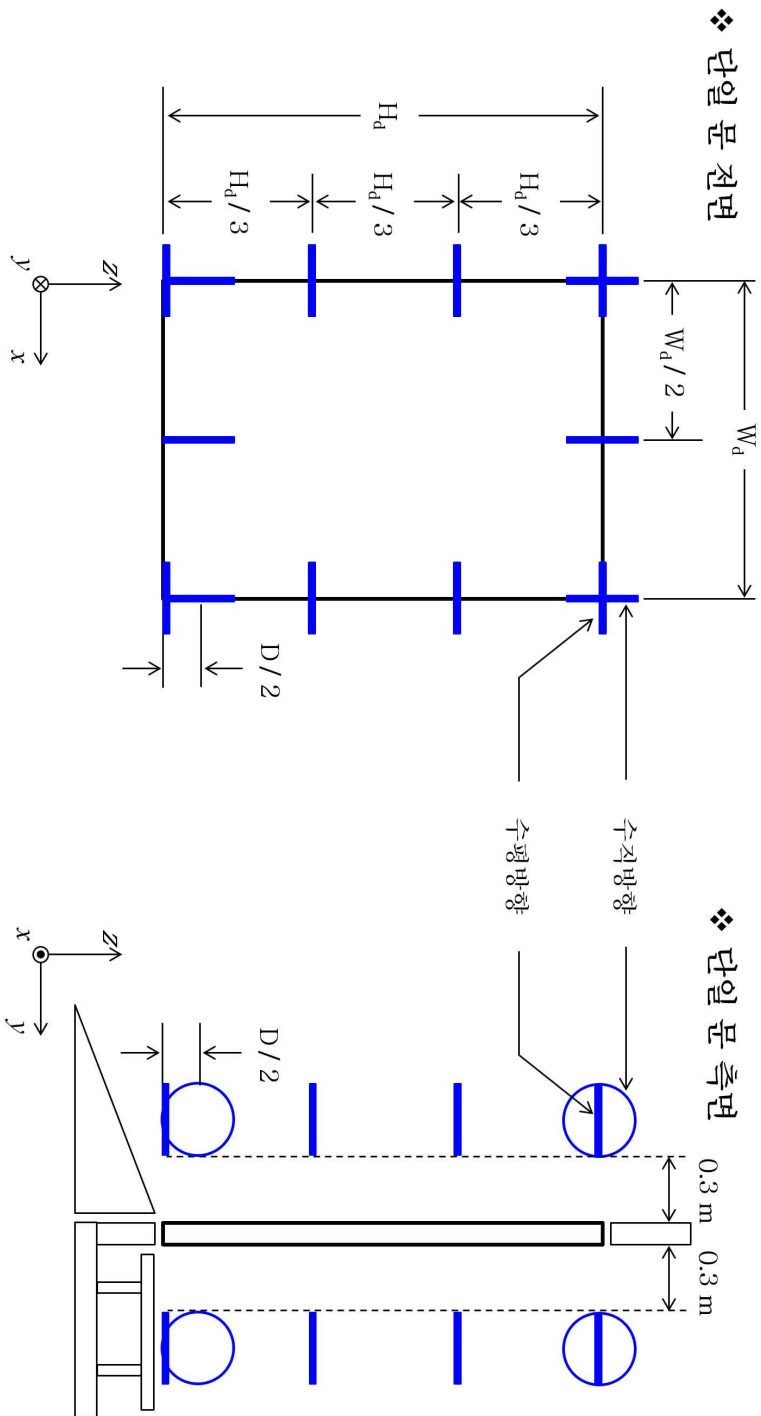 ❖ 단일 문 전면
W_d
W_d / 2
H_d
H_d / 3
H_d / 3
H_d / 3
D / 2
z
y
x
수직방향
수평방향
❖ 단일 문 측면
0.3 m
0.3 m
D / 2
z
x
y